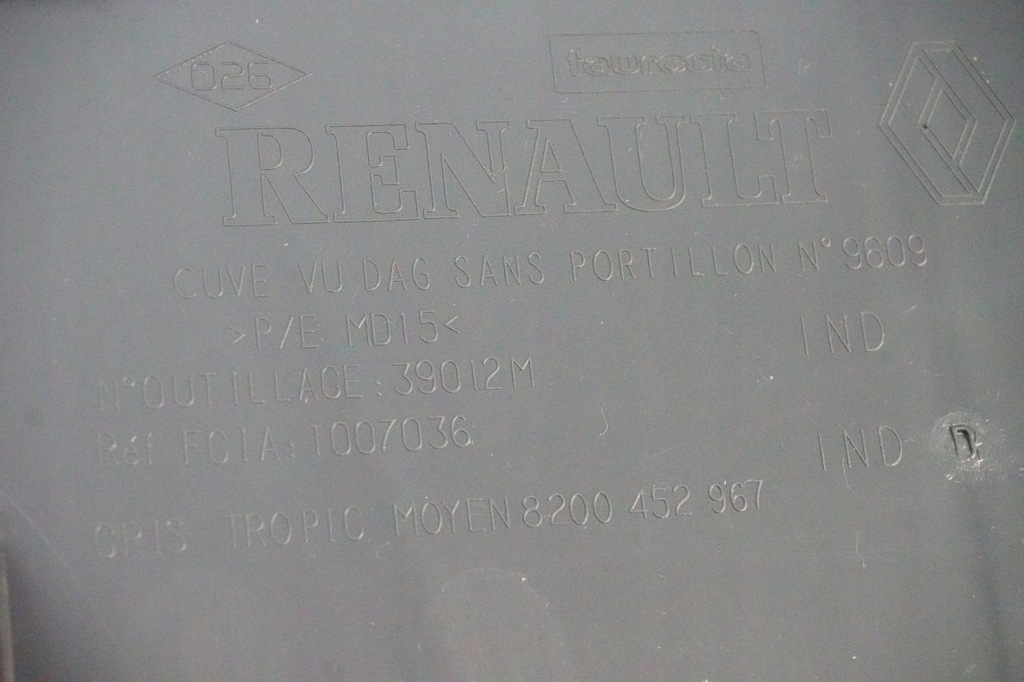 026
faurecia
RENAULT
CUVE VU DAG SANS PORTILLON N° 9609
>P/E MD15<
IND
N°OUTILLAGE: 39012M
Réf FCIA: 1007036
IND D
GRIS TROPIC MOYEN 8200 452 967